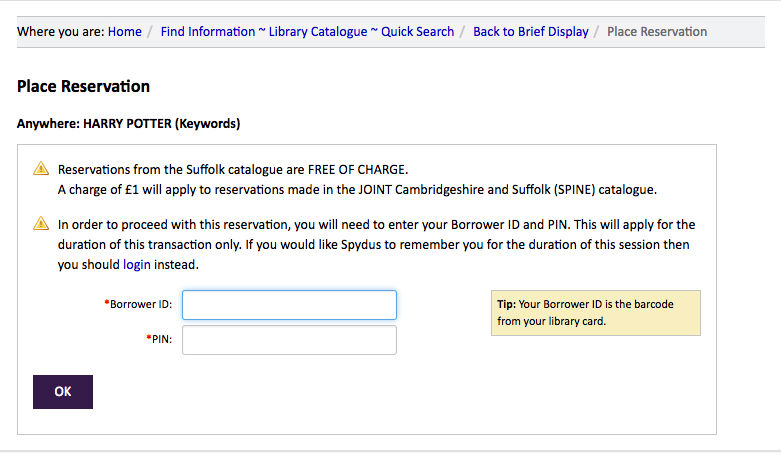 Where you are: Home / Find Information ~ Library Catalogue ~ Quick Search / Back to Brief Display / Place Reservation
Place Reservation
Anywhere: HARRY POTTER (Keywords)
Reservations from the Suffolk catalogue are FREE OF CHARGE.
A charge of £1 will apply to reservations made in the JOINT Cambridgeshire and Suffolk (SPINE) catalogue.
In order to proceed with this reservation, you will need to enter your Borrower ID and PIN. This will apply for the
duration of this transaction only. If you would like Spydus to remember you for the duration of this session then
you should login instead.
*Borrower ID:
Tip: Your Borrower ID is the barcode
from your library card.
*PIN:
OK